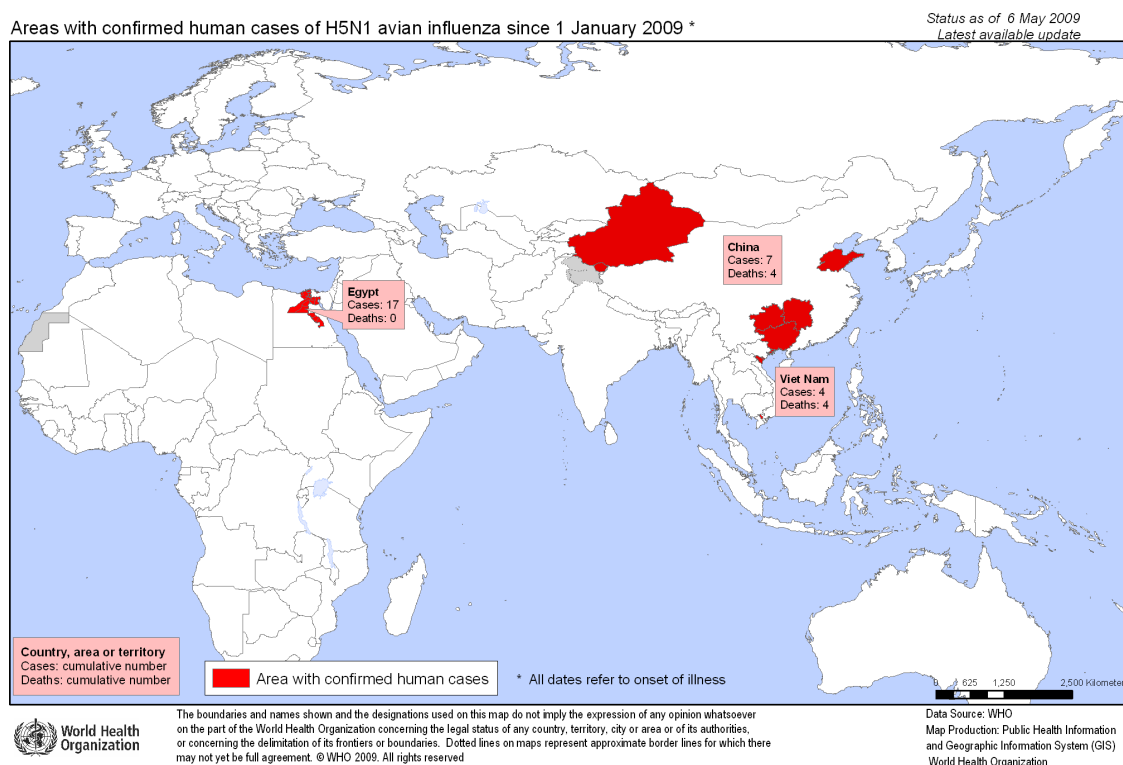 Areas with confirmed human cases of H5N1 avian influenza since 1 January 2009 *
Status as of 6 May 2009
Latest available update
China
Cases: 7
Deaths: 4
Egypt
Cases: 17
Deaths: 0
Viet Nam
Cases: 4
Deaths: 4
Country, area or territory
Cases: cumulative number
Deaths: cumulative number
Area with confirmed human cases
* All dates refer to onset of illness
0 625 1,250 2,500 Kilometers
World Health
Organization
The boundaries and names shown and the designations used on this map do not imply the expression of any opinion whatsoever
on the part of the World Health Organization concerning the legal status of any country, territory, city or area or of its authorities,
or concerning the delimitation of its frontiers or boundaries. Dotted lines on maps represent approximate border lines for which there
may not yet be full agreement. © WHO 2009. All rights reserved
Data Source: WHO
Map Production: Public Health Information
and Geographic Information System (GIS)
World Health Organization